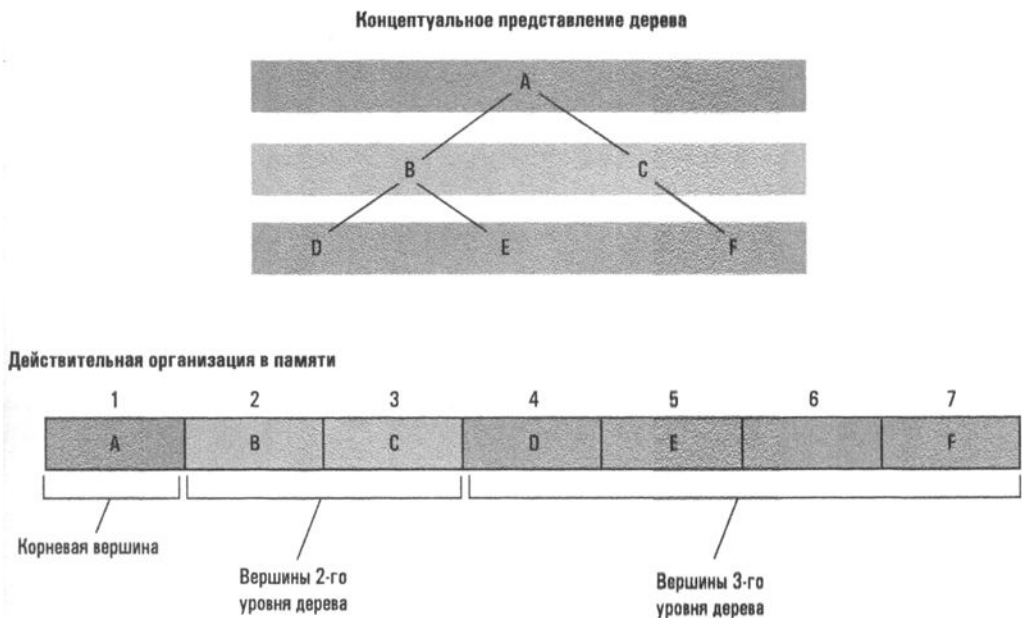 Концептуальное представление дерева
A
B C
D E F
Действительная организация в памяти
1 2 3 4 5 6 7
A B C D E F
Корневая вершина
Вершины 2-го
уровня дерева
Вершины 3-го
уровня дерева